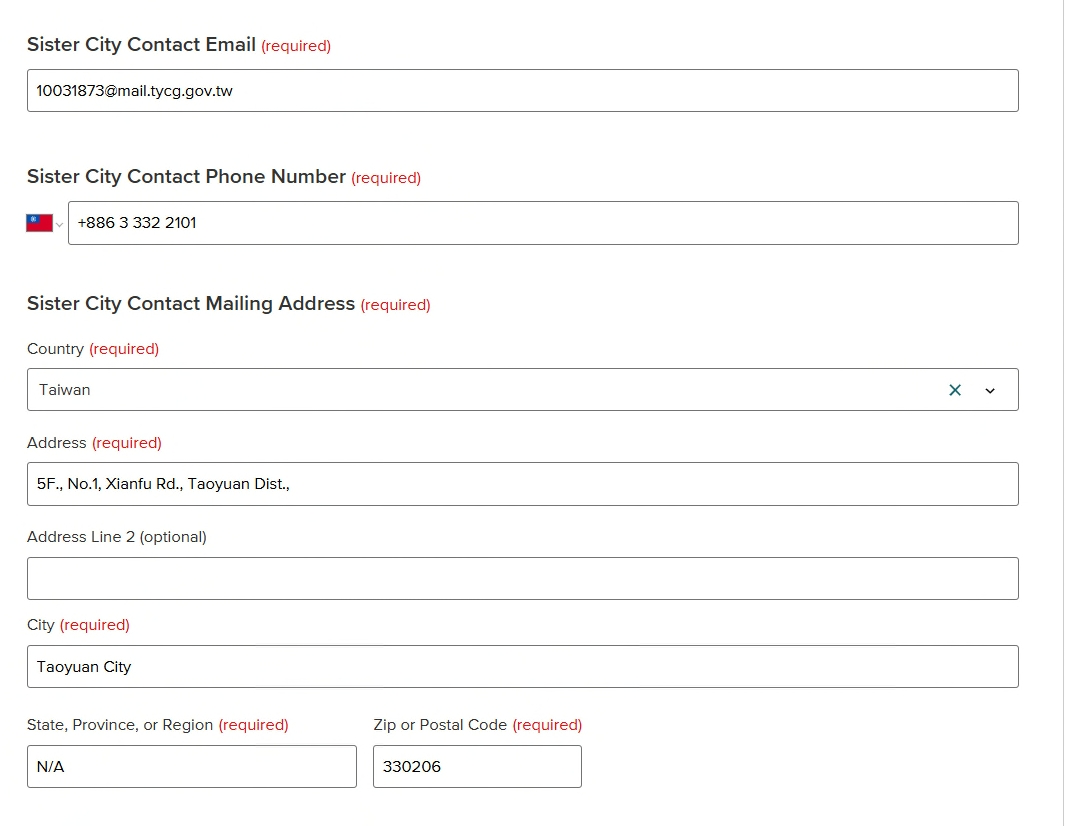 Sister City Contact Email (required)
10031873@mail.tycg.gov.tw
Sister City Contact Phone Number (required)
+886 3 332 2101
Sister City Contact Mailing Address (required)
Country (required)
Taiwan
Address (required)
5F., No.1, Xianfu Rd., Taoyuan Dist.,
Address Line 2 (optional)
City (required)
Taoyuan City
State, Province, or Region (required) Zip or Postal Code (required)
N/A 330206